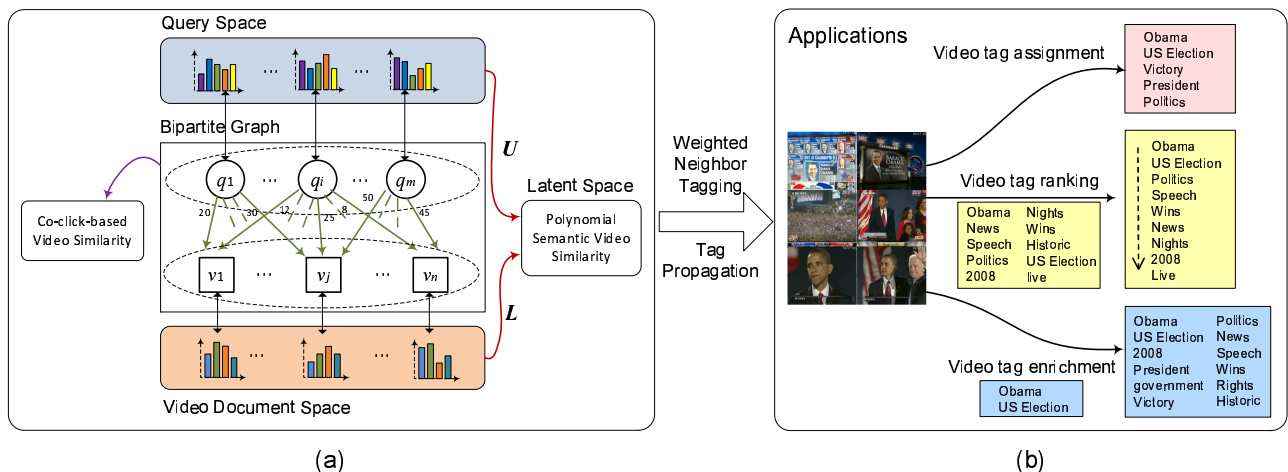 Query Space
...
...
Bipartite Graph
q1
...
qi
...
qm
20
30
12
25
8
50
45
v1
...
vj
...
vn
...
...
Video Document Space
Co-click-based
Video Similarity
U
L
Latent Space
Polynomial
Semantic Video
Similarity
(a)
Weighted
Neighbor
Tagging
Tag
Propagation
Applications
BARACK
OBAMA
Video tag assignment
Obama
US Election
Victory
President
Politics
Video tag ranking
Obama
News
Speech
Politics
2008
Nights
Wins
Historic
US Election
live
Obama
US Election
Politics
Speech
Wins
News
Nights
2008
Live
Video tag enrichment
Obama
US Election
Obama
US Election
2008
President
government
Victory
Politics
News
Speech
Wins
Rights
Historic
(b)